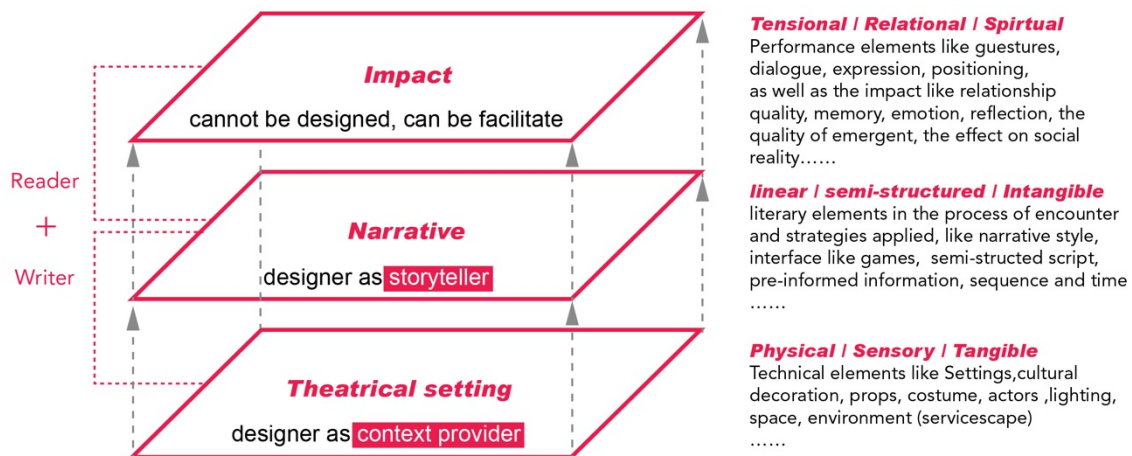 Impact
cannot be designed, can be facilitate
Tensional / Relational / Spirtual
Performance elements like guestures,
dialogue, expression, positioning,
as well as the impact like relationship
quality, memory, emotion, reflection, the
quality of emergent, the effect on social
reality......
Reader
+
Writer
Narrative
designer as storyteller
linear / semi-structured / Intangible
literary elements in the process of encounter
and strategies applied, like narrative style,
interface like games, semi-structed script,
pre-informed information, sequence and time
......
Theatrical setting
designer as context provider
Physical / Sensory / Tangible
Technical elements like Settings,cultural
decoration, props, costume, actors ,lighting,
space, environment (servicescape)
......